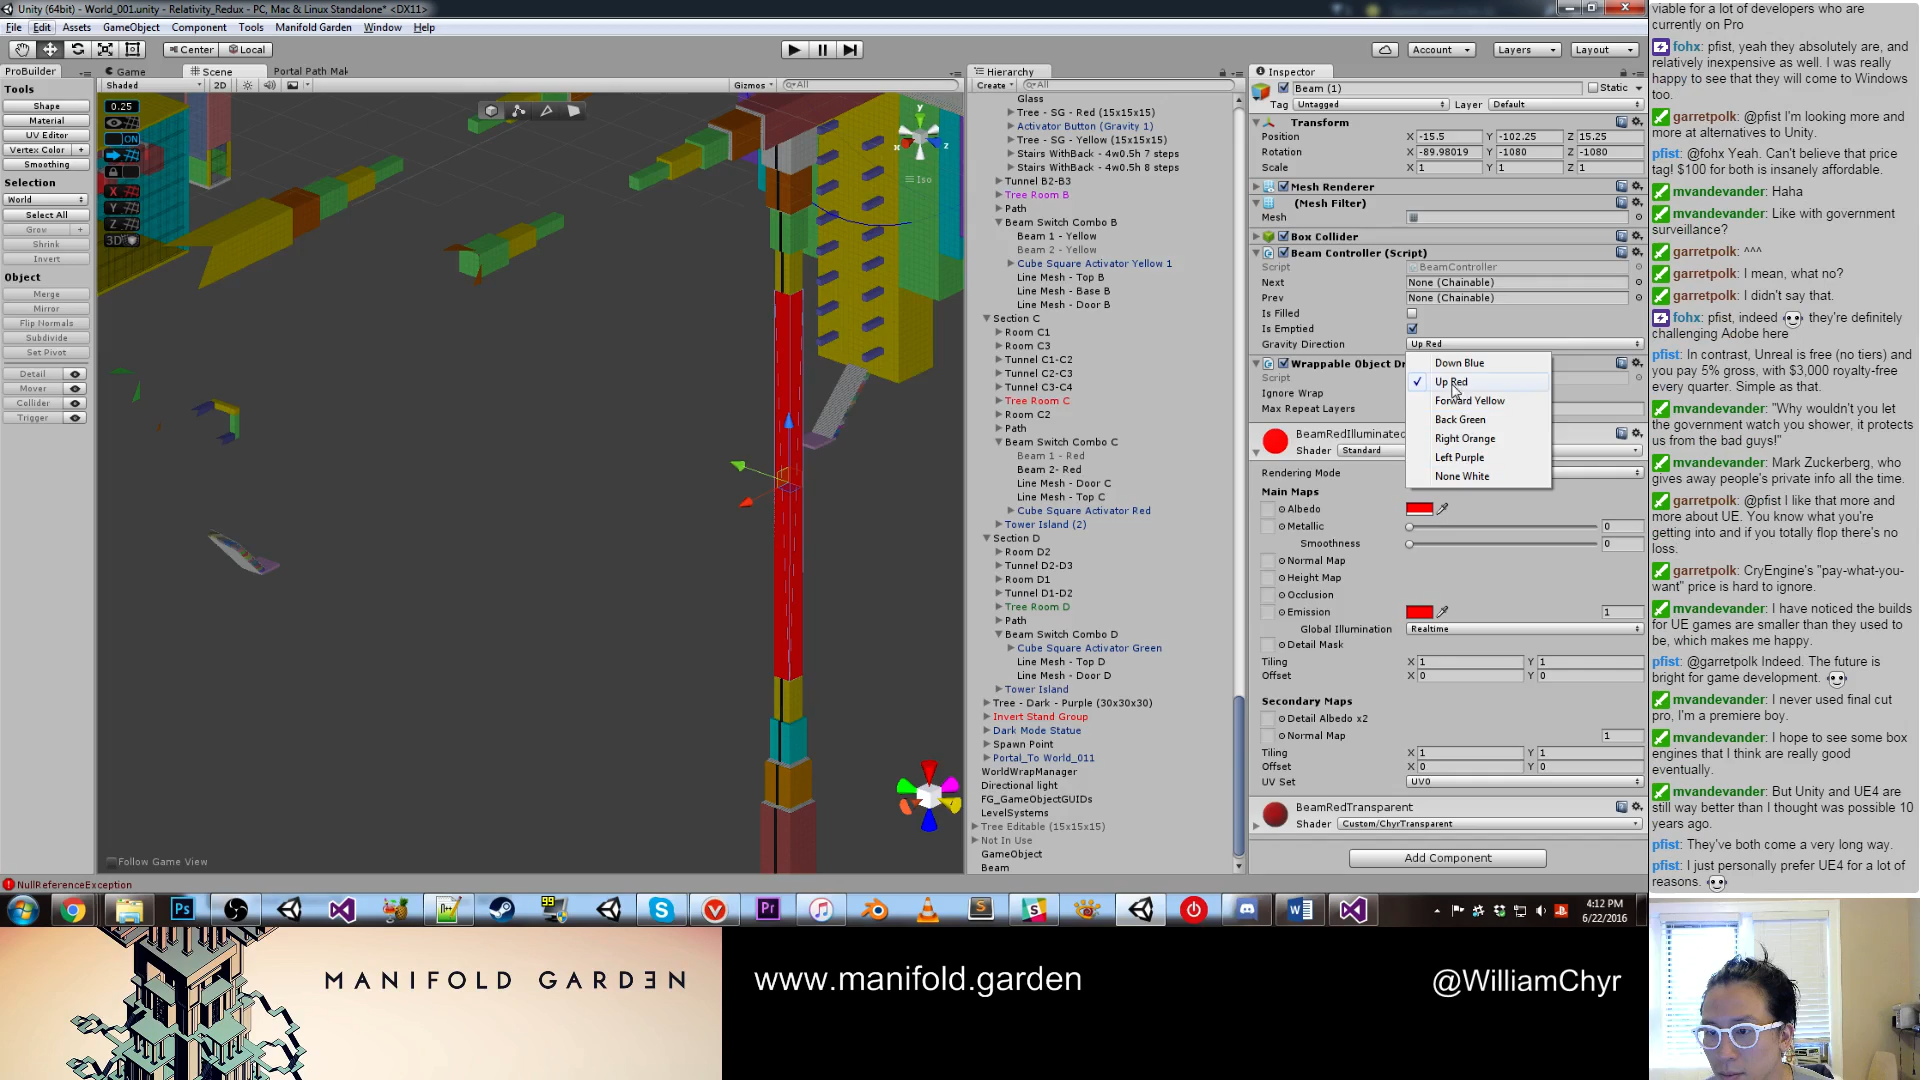 Unity (64bit) - World_001.unity - Relativity_Redux - PC, Mac & Linux Standalone* <DX11>
File Edit Assets GameObject Component Tools Manifold Garden Window Help
Center Local
Account Layers Layout
ProBuilder
Tools
Shape
Material
UV Editor
Vertex Color +
Smoothing
Selection
World
Select All
Grow +
Shrink
Invert
Object
Merge
Mirror
Flip Normals
Subdivide
Set Pivot
Detail
Mover
Collider
Trigger
Game Scene Portal Path Mak
Shaded 2D Gizmos All
0.25
ON
X
Y
Z
3D
y
x
z
Iso
Follow Game View
Hierarchy
Create All
Glass
Tree - SG - Red (15x15x15)
Activator Button (Gravity 1)
Tree - SG - Yellow (15x15x15)
Stairs WithBack - 4w0.5h 7 steps
Stairs WithBack - 4w0.5h 8 steps
Tunnel B2-B3
Tree Room B
Path
Beam Switch Combo B
Beam 1 - Yellow
Beam 2 - Yellow
Cube Square Activator Yellow 1
Line Mesh - Top B
Line Mesh - Base B
Line Mesh - Door B
Section C
Room C1
Room C3
Tunnel C1-C2
Tunnel C2-C3
Tunnel C3-C4
Tree Room C
Room C2
Path
Beam Switch Combo C
Beam 1 - Red
Beam 2- Red
Line Mesh - Door C
Line Mesh - Top C
Cube Square Activator Red
Tower Island (2)
Section D
Room D2
Tunnel D2-D3
Room D1
Tunnel D1-D2
Tree Room D
Path
Beam Switch Combo D
Cube Square Activator Green
Line Mesh - Top D
Line Mesh - Door D
Tower Island
Tree - Dark - Purple (30x30x30)
Invert Stand Group
Dark Mode Statue
Spawn Point
Portal_To World_011
WorldWrapManager
Directional light
FG_GameObjectGUIDs
LevelSystems
Tree Editable (15x15x15)
Not In Use
GameObject
Beam
Inspector
Beam (1) Static
Tag Untagged Layer Default
Transform
Position X -15.5 Y -102.25 Z 15.25
Rotation X -89.98019 Y -1080 Z -1080
Scale X 1 Y 1 Z 1
Mesh Renderer
(Mesh Filter)
Mesh
Box Collider
Beam Controller (Script)
Script BeamController
Next None (Chainable)
Prev None (Chainable)
Is Filled
Is Emptied
Gravity Direction Up Red
Wrappable Object Dr
Script
Ignore Wrap
Max Repeat Layers
Down Blue
Up Red
Forward Yellow
Back Green
Right Orange
Left Purple
None White
BeamRedIlluminated
Shader Standard
Rendering Mode
Main Maps
Albedo
Metallic 0
Smoothness 0
Normal Map
Height Map
Occlusion
Emission 1
Global Illumination Realtime
Detail Mask
Tiling X 1 Y 1
Offset X 0 Y 0
Secondary Maps
Detail Albedo x2
Normal Map 1
Tiling X 1 Y 1
Offset X 0 Y 0
UV Set UV0
BeamRedTransparent
Shader Custom/ChyrTransparent
Add Component
NullReferenceException
99
4:12 PM
6/22/2016
viable for a lot of developers who are
currently on Pro
fohx: pfist, yeah they absolutely are, and
relatively inexpensive as well. I was really
happy to see that they will come to Windows
too.
garretpolk: @pfist I'm looking more and
more at alternatives to Unity.
pfist: @fohx Yeah. Can't believe that price
tag! $100 for both is insanely affordable.
mvandevander: Haha
mvandevander: Like with government
surveillance?
garretpolk: ^^^
garretpolk: I mean, what no?
garretpolk: I didn't say that.
fohx: pfist, indeed they're definitely
challenging Adobe here
pfist: In contrast, Unreal is free (no tiers) and
you pay 5% gross, with $3,000 royalty-free
every quarter. Simple as that.
mvandevander: "Why wouldn't you let
the government watch you shower, it protects
us from the bad guys!"
mvandevander: Mark Zuckerberg, who
gives away people's private info all the time.
garretpolk: @pfist I like that more and
more about UE. You know what you're
getting into and if you totally flop there's no
loss.
garretpolk: CryEngine's "pay-what-you-
want" price is hard to ignore.
mvandevander: I have noticed the builds
for UE games are smaller than they used to
be, which makes me happy.
pfist: @garretpolk Indeed. The future is
bright for game development.
mvandevander: I never used final cut
pro, I'm a premiere boy.
mvandevander: I hope to see some box
engines that I think are really good
eventually.
mvandevander: But Unity and UE4 are
still way better than I thought was possible 10
years ago.
pfist: They've both come a very long way.
pfist: I just personally prefer UE4 for a lot of
reasons.
MANIFOLD GARDEN
www.manifold.garden
@WilliamChyr